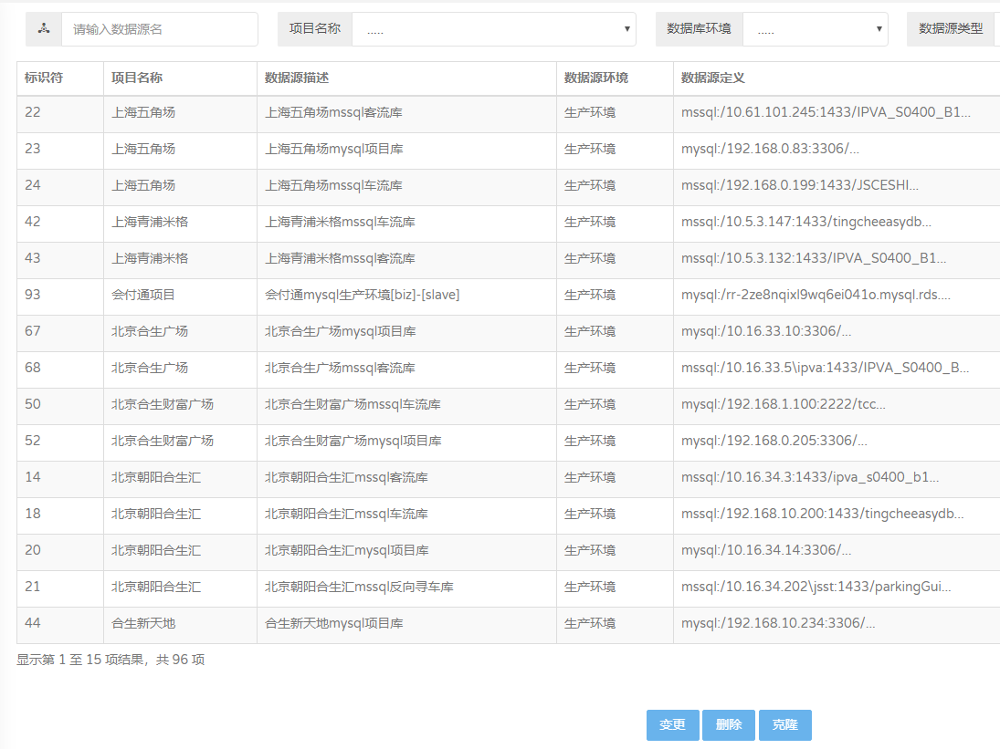 请输入数据源名 项目名称 ..... 数据库环境 ..... 数据源类型
标识符 项目名称 数据源描述 数据源环境 数据源定义
22 上海五角场 上海五角场mssql客流库 生产环境 mssql:/10.61.101.245:1433/IPVA_S0400_B1...
23 上海五角场 上海五角场mysql项目库 生产环境 mysql:/192.168.0.83:3306/...
24 上海五角场 上海五角场mssql车流库 生产环境 mssql:/192.168.0.199:1433/JSCESHI...
42 上海青浦米格 上海青浦米格mssql车流库 生产环境 mssql:/10.5.3.147:1433/tingcheeasydb...
43 上海青浦米格 上海青浦米格mssql客流库 生产环境 mssql:/10.5.3.132:1433/IPVA_S0400_B1...
93 会付通项目 会付通mysql生产环境[biz]-[slave] 生产环境 mysql:/rr-2ze8nqixl9wq6ei041o.mysql.rds....
67 北京合生广场 北京合生广场mysql项目库 生产环境 mysql:/10.16.33.10:3306/...
68 北京合生广场 北京合生广场mssql客流库 生产环境 mssql:/10.16.33.5\ipva:1433/IPVA_S0400_B...
50 北京合生财富广场 北京合生财富广场mssql车流库 生产环境 mysql:/192.168.1.100:2222/tcc...
52 北京合生财富广场 北京合生财富广场mysql项目库 生产环境 mysql:/192.168.0.205:3306/...
14 北京朝阳合生汇 北京朝阳合生汇mssql客流库 生产环境 mssql:/10.16.34.3:1433/ipva_s0400_b1...
18 北京朝阳合生汇 北京朝阳合生汇mssql车流库 生产环境 mssql:/192.168.10.200:1433/tingcheeasydb...
20 北京朝阳合生汇 北京朝阳合生汇mysql项目库 生产环境 mysql:/10.16.34.14:3306/...
21 北京朝阳合生汇 北京朝阳合生汇mssql反向寻车库 生产环境 mssql:/10.16.34.202\jsst:1433/parkingGui...
44 合生新天地 合生新天地mysql项目库 生产环境 mysql:/192.168.10.234:3306/...
显示第 1 至 15 项结果，共 96 项
变更 删除 克隆